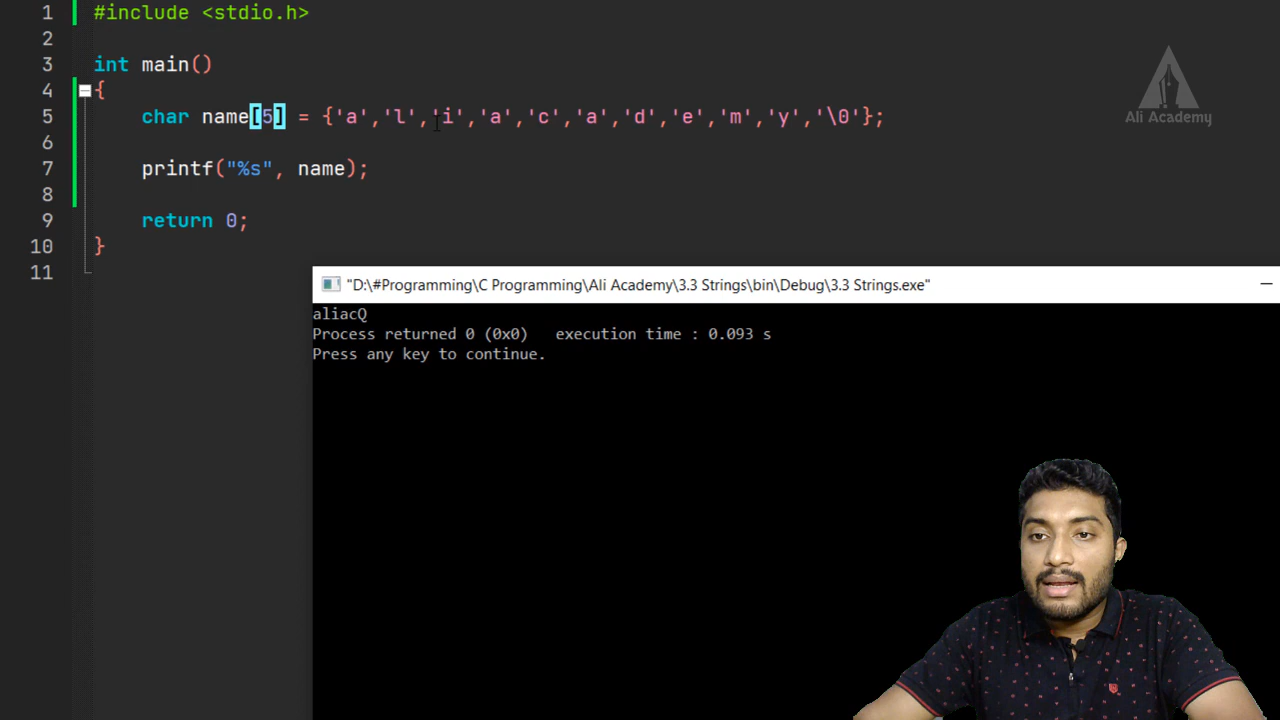 1 #include <stdio.h>
2
3 int main()
4 {
5 char name[5] = {'a','l','i','a','c','a','d','e','m','y','\0'};
6
7 printf("%s", name);
8
9 return 0;
10 }
11
Ali Academy
"D:\#Programming\C Programming\Ali Academy\3.3 Strings\bin\Debug\3.3 Strings.exe"
aliacQ
Process returned 0 (0x0) execution time : 0.093 s
Press any key to continue.